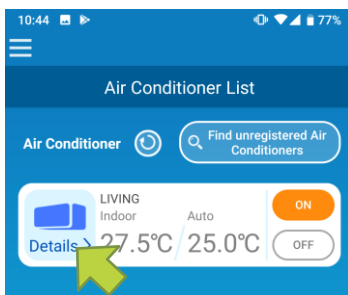 10:44 77%
Air Conditioner List
Air Conditioner
Find unregistered Air
Conditioners
LIVING
Indoor Auto
ON
Details > 27.5℃ 25.0℃
OFF